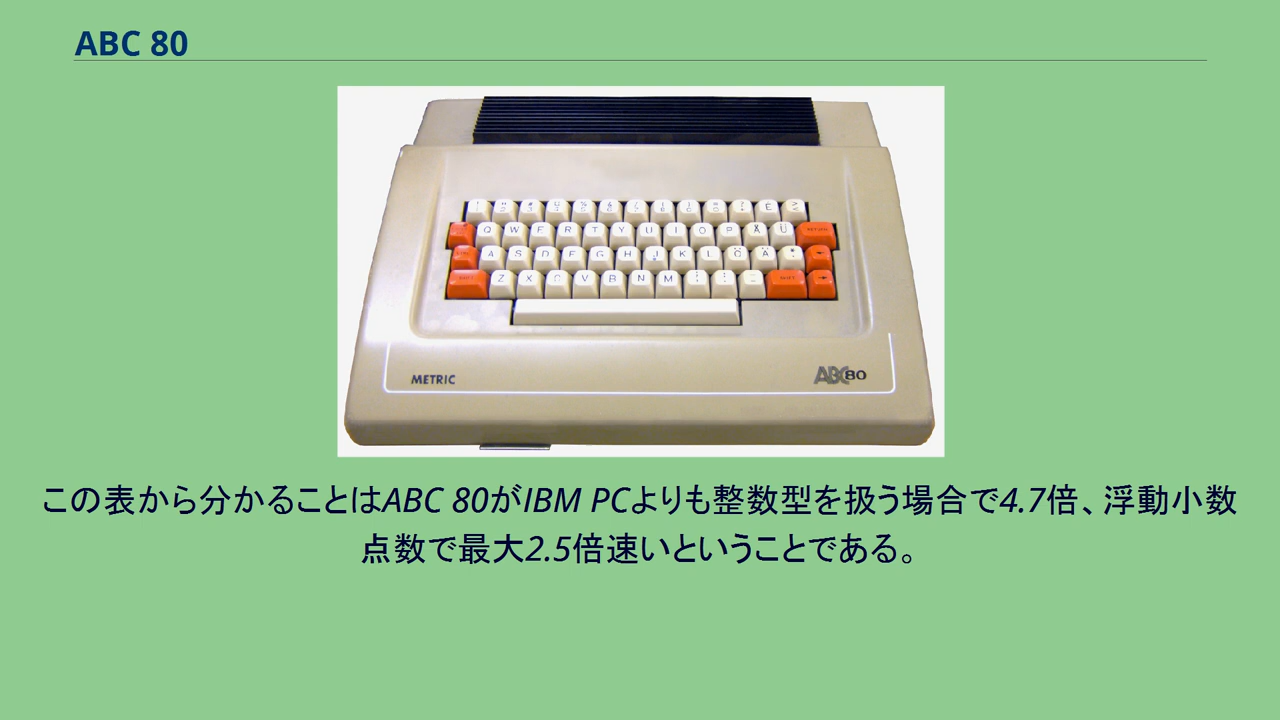 ABC 80
Q W E R T Y U I O P Å Ü
A S D F G H J K L Ö Ä
Z X C V B N M
METRIC
ABC80
この表から分かることはABC 80がIBM PCよりも整数型を扱う場合で4.7倍、浮動小数
点数で最大2.5倍速いということである。